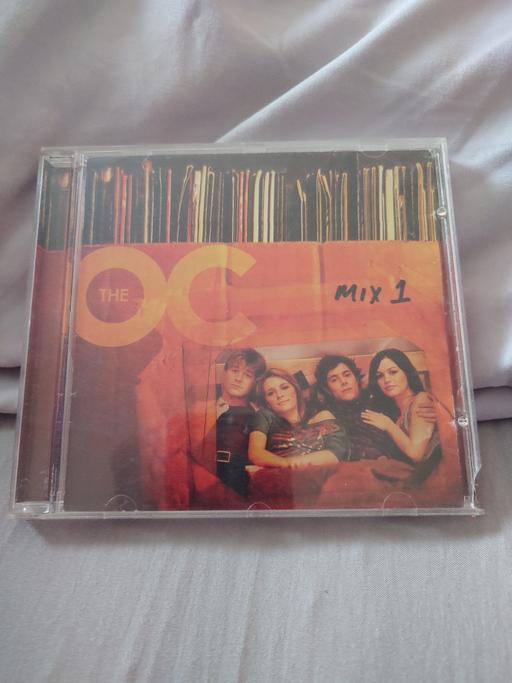 THE OC
mix 1